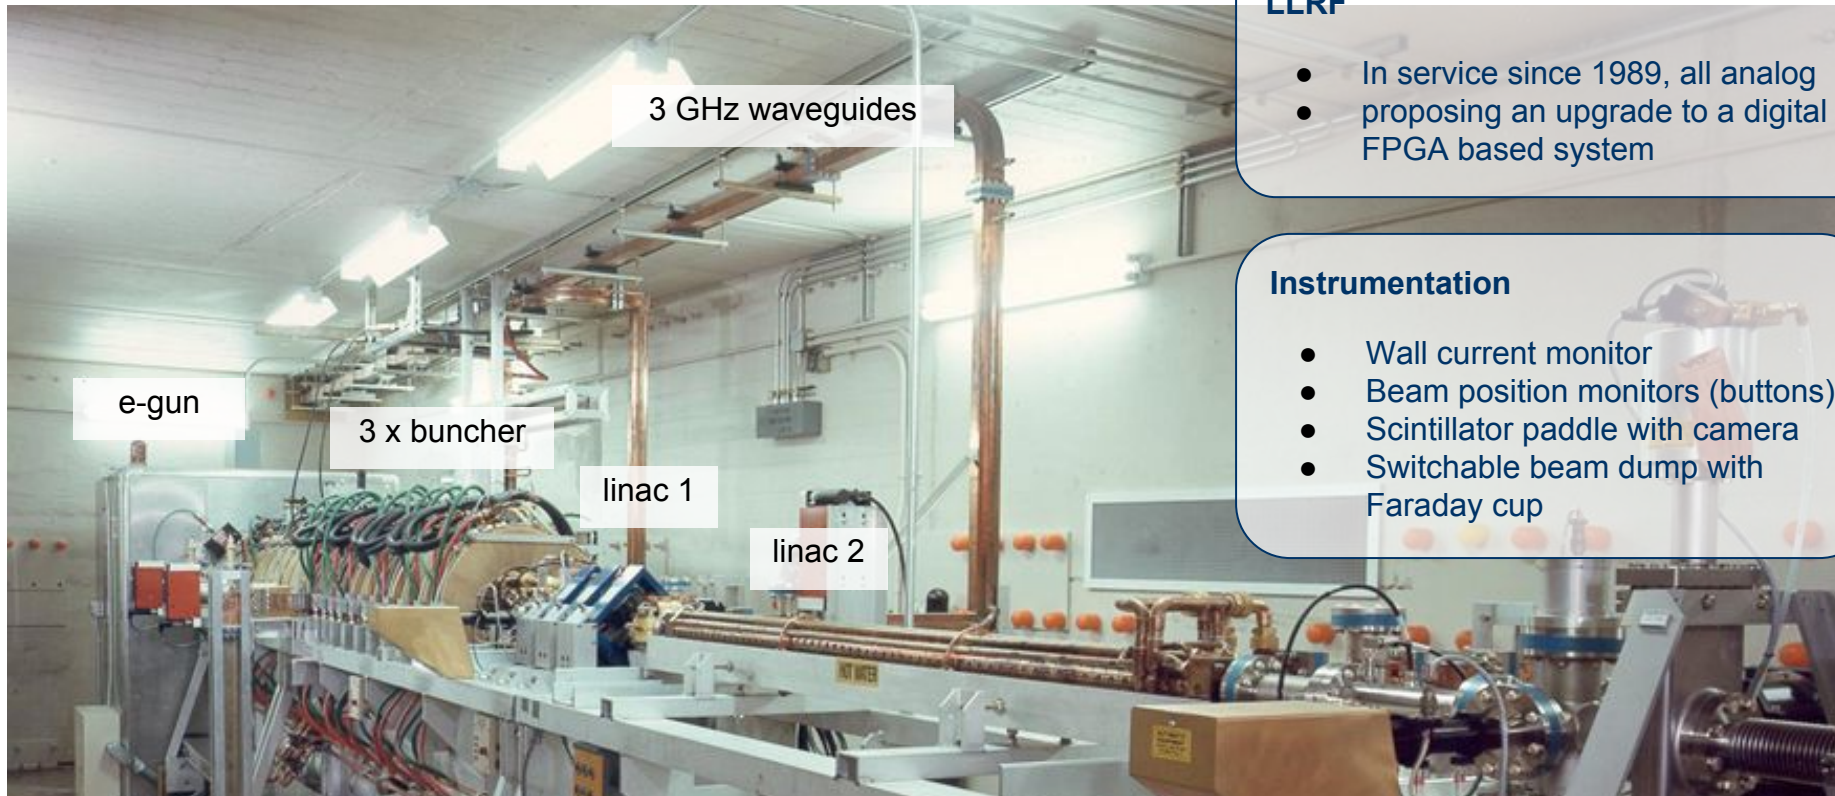 LLRF
● In service since 1989, all analog
● proposing an upgrade to a digital
FPGA based system
3 GHz waveguides
Instrumentation
● Wall current monitor
● Beam position monitors (buttons)
● Scintillator paddle with camera
● Switchable beam dump with
Faraday cup
e-gun
3 x buncher
linac 1
linac 2
HOT WATER